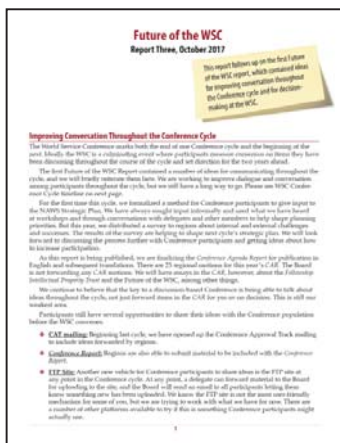 Future of the WSC
Report Three, October 2017
This report follows up on the first Future
of the WSC report, which contained ideas
for improving conversation throughout
the Conference cycle and for decision-
making at the WSC.
Improving Conversation Throughout the Conference Cycle
The World Service Conference marks both the end of one Conference cycle and the beginning of the
next. Ideally the WSC is a culminating event where participants measure consensus on items they have
been discussing throughout the course of the cycle and set direction for the two years ahead.
The first Future of the WSC Report contained a number of ideas for communicating throughout the
cycle, and we will briefly reiterate them here. We are working to improve dialogue and conversation
among participants throughout the cycle, but we still have a long way to go. Please see WSC Confer-
ence Cycle timeline on next page.
For the first time this cycle, we formalized a method for Conference participants to give input to
the NAWS Strategic Plan. We have always sought input informally and used what we have heard
at workshops and through conversations with delegates and other members to help shape planning
priorities. But this year, we distributed a survey to regions about internal and external challenges
and successes. The results of the survey are helping to shape next cycle's strategic plan. We will look
forward to discussing the process further with Conference participants and getting ideas about how
to increase participation.
As this report is being published, we are finalizing the Conference Agenda Report for publication in
English and subsequent translations. There are 25 regional motions for this year's CAR. The Board
is not forwarding any CAR motions. We will have essays in the CAR, however, about the Fellowship
Intellectual Property Trust and the Future of the WSC, among other things.
We continue to believe that the key to a discussion-based Conference is being able to talk about
ideas throughout the cycle, not just forward items in the CAR for yes or no decision. This is still our
weakest area.
Participants still have several opportunities to share their ideas with the Conference population
before the WSC convenes:
CAT mailing: Beginning last cycle, we have opened up the Conference Approval Track mailing
to include ideas forwarded by regions.
Conference Report: Regions are also able to submit material to be included with the Conference
Report.
FTP Site: Another new vehicle for Conference participants to share ideas is the FTP site at
any point in the Conference cycle. At any point, a delegate can forward material to the Board
for uploading to the site, and the Board will send an email to all participants letting them
know something new has been uploaded. We know the FTP site is not the most user-friendly
mechanism for some of you, but we are trying to work with what we have for now. There are
a number of other platforms available to try if this is something Conference participants might
actually use.
1